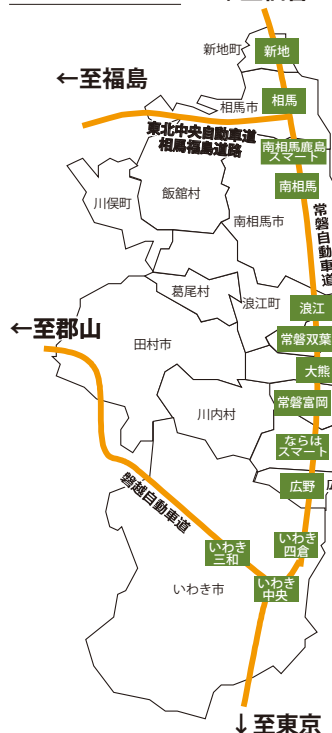 新地町
新地
←至福島
相馬市
相馬
東北中央自動車道
相馬福島道路
南相馬鹿島
スマート
飯舘村
南相馬
川俣町
南相馬市
常磐自動車道
葛尾村
浪江町
浪江
←至郡山
田村市
常磐双葉
大熊
川内村
常磐富岡
ならは
スマート
磐越自動車道
広野
いわき
三和
いわき
四倉
いわき市
いわき
中央
↓至東京